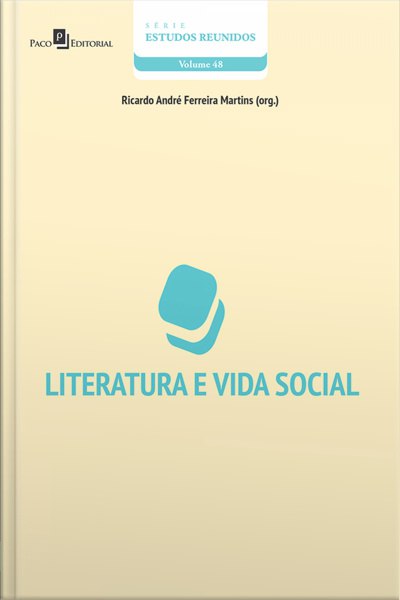 SÉRIE
ESTUDOS REUNIDOS
PACO EDITORIAL
Volume 48
Ricardo André Ferreira Martins (org.)
LITERATURA E VIDA SOCIAL